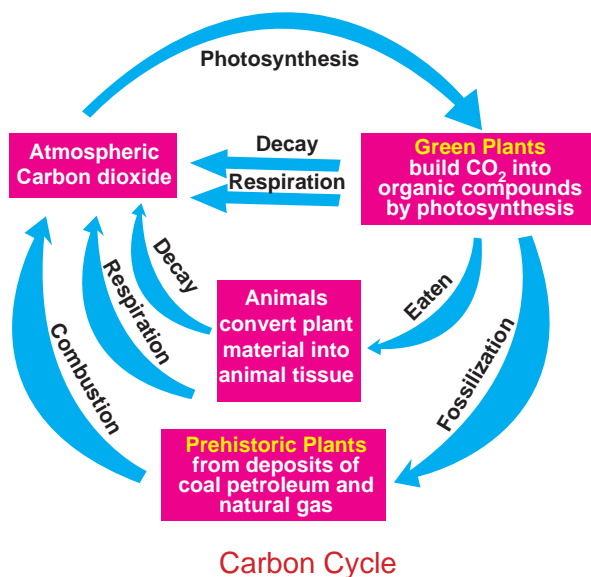 Photosynthesis
Atmospheric
Carbon dioxide
Decay
Respiration
Green Plants
build CO₂ into
organic compounds
by photosynthesis
Decay
Respiration
Combustion
Animals
convert plant
material into
animal tissue
Eaten
Fossilization
Prehistoric Plants
from deposits of
coal petroleum and
natural gas
Carbon Cycle